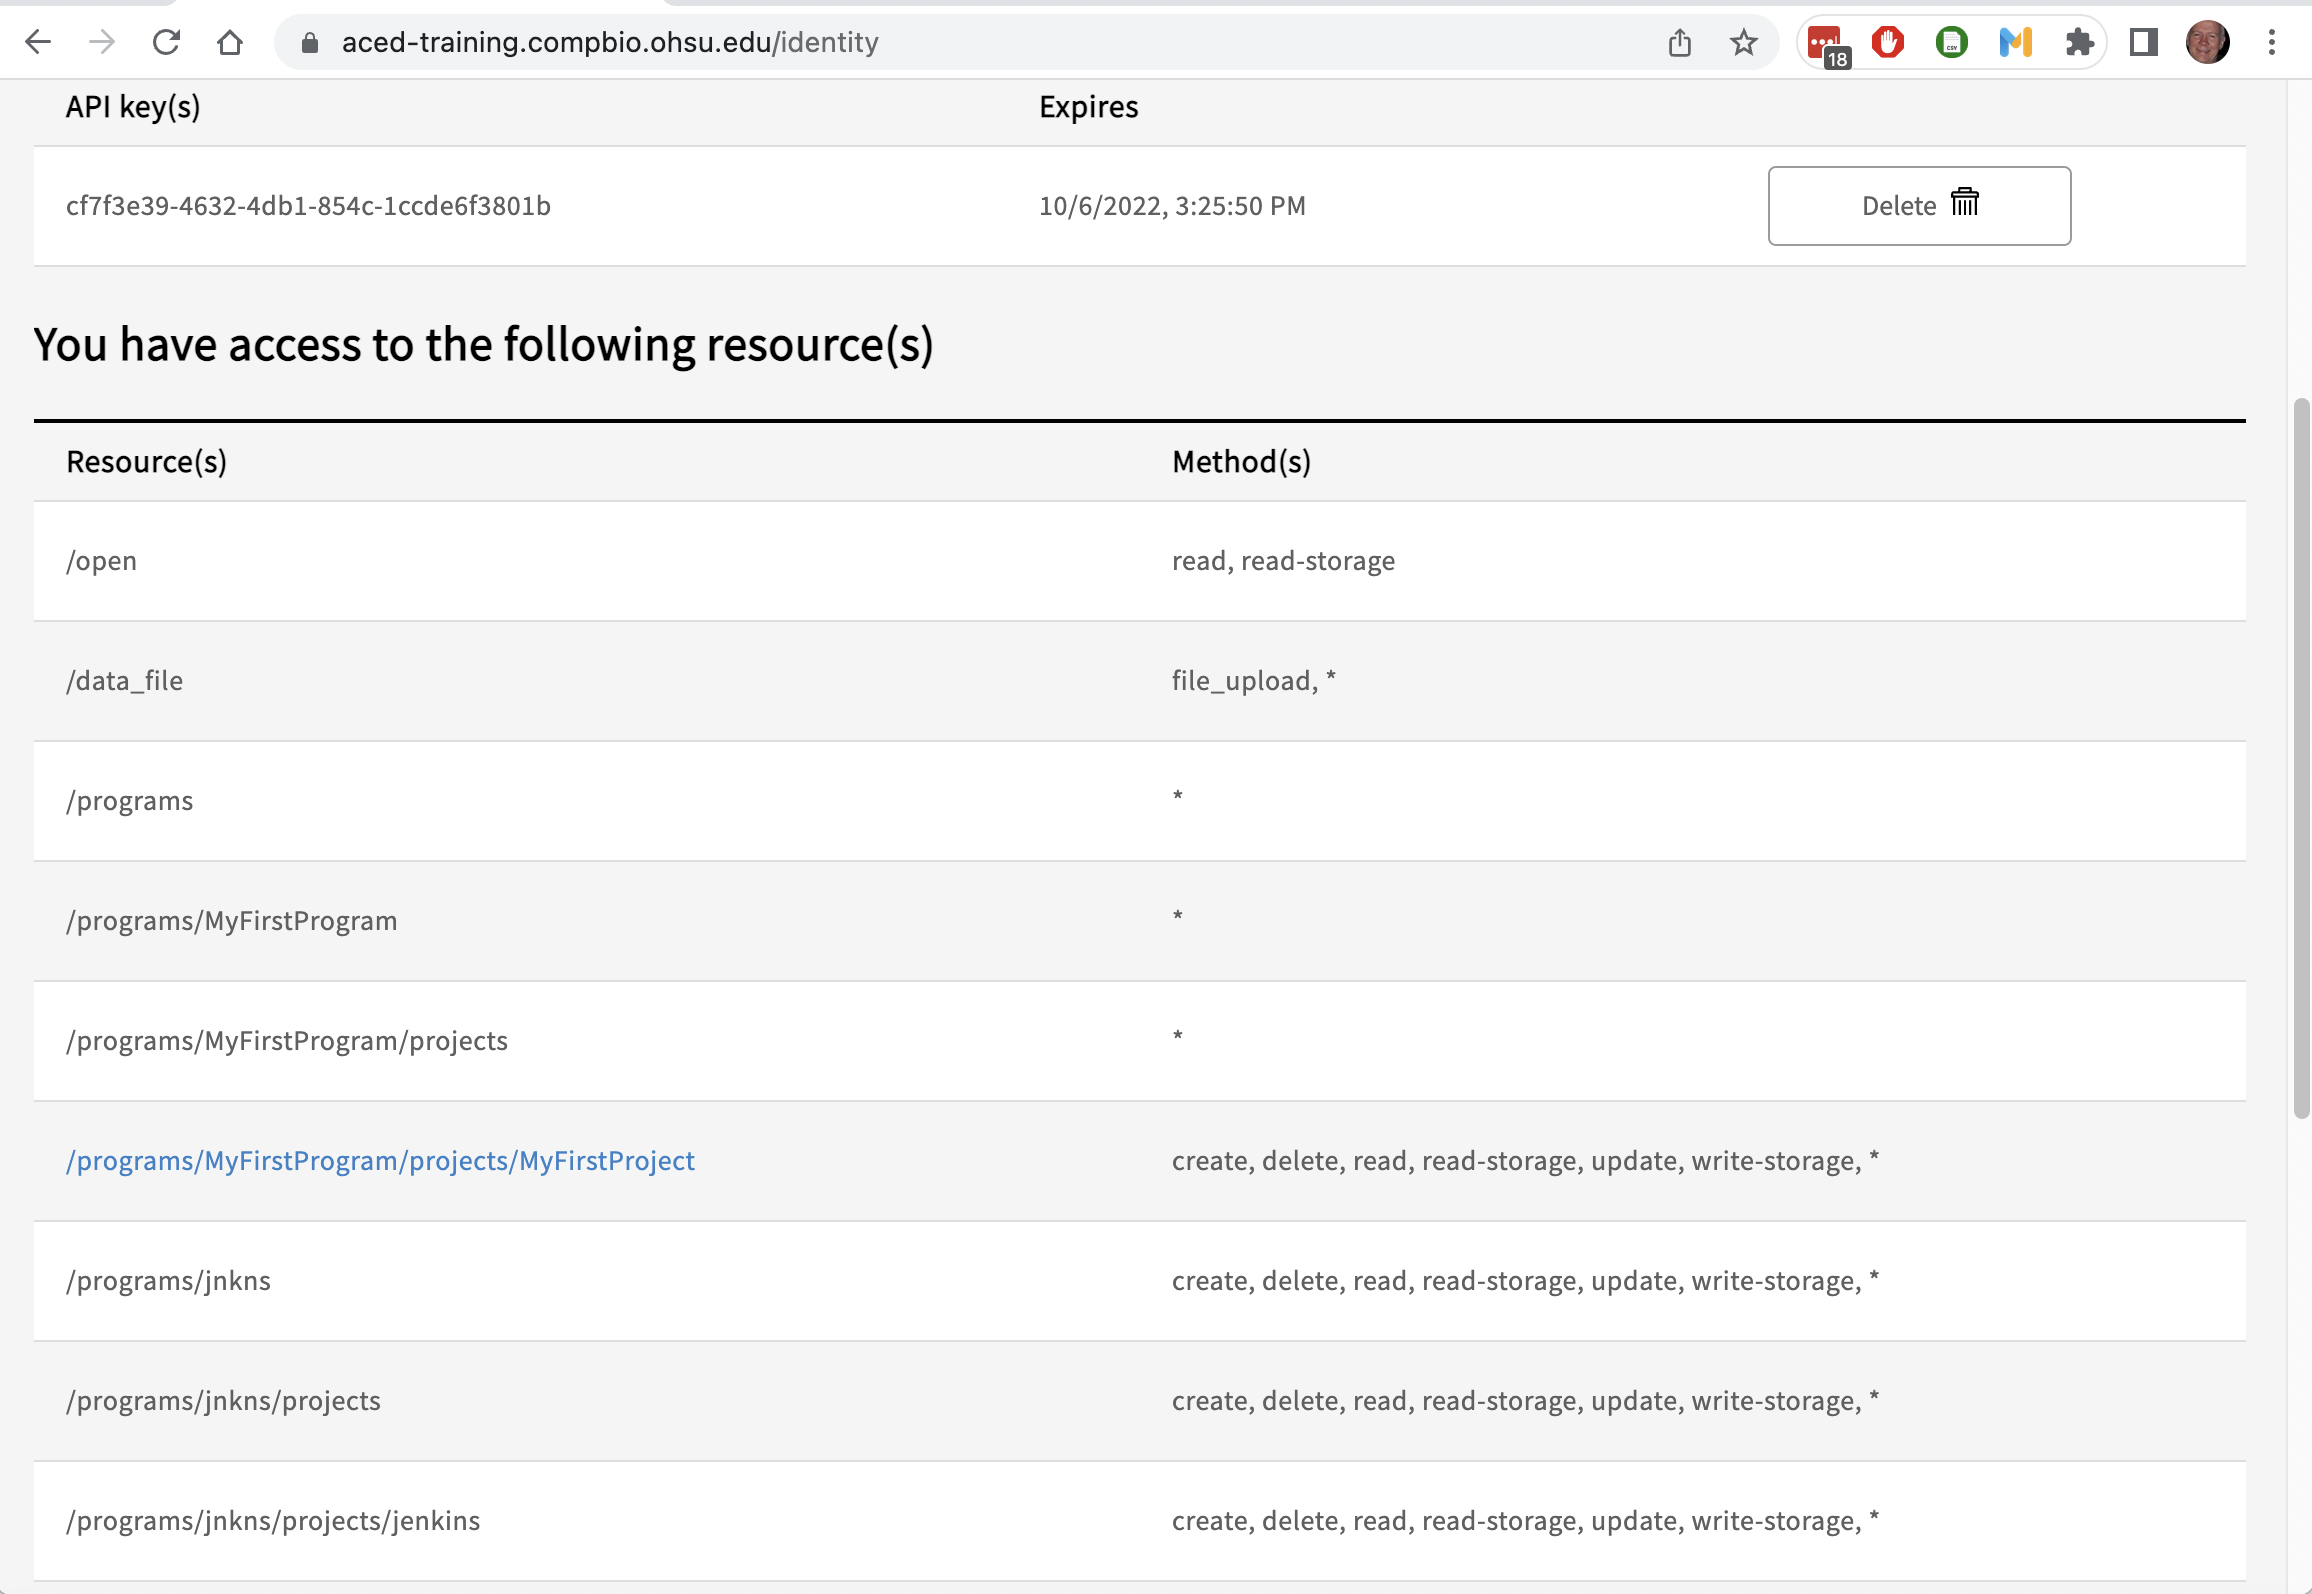 aced-training.compbio.ohsu.edu/identity
18
CSV
API key(s) Expires
cf7f3e39-4632-4db1-854c-1ccde6f3801b 10/6/2022, 3:25:50 PM Delete
You have access to the following resource(s)
Resource(s) Method(s)
/open read, read-storage
/data_file file_upload, *
/programs *
/programs/MyFirstProgram *
/programs/MyFirstProgram/projects *
/programs/MyFirstProgram/projects/MyFirstProject create, delete, read, read-storage, update, write-storage, *
/programs/jnkns create, delete, read, read-storage, update, write-storage, *
/programs/jnkns/projects create, delete, read, read-storage, update, write-storage, *
/programs/jnkns/projects/jenkins create, delete, read, read-storage, update, write-storage, *